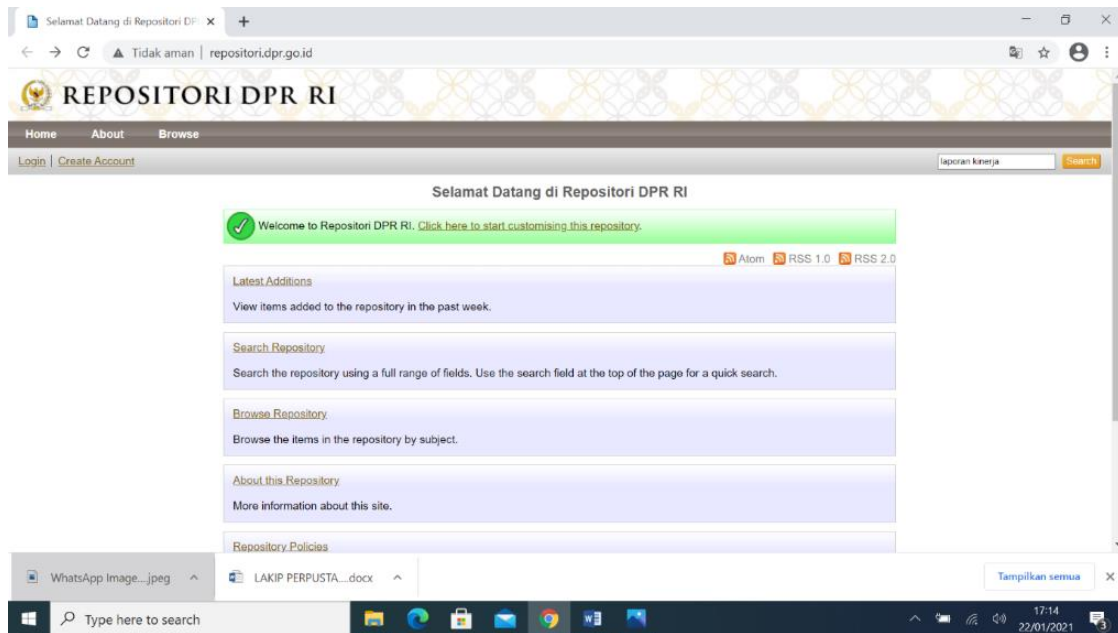 Selamat Datang di Repositori DP
Tidak aman | repositori.dpr.go.id
REPOSITORI DPR RI
Home About Browse
Login | Create Account
laporan kinerja Search
Selamat Datang di Repositori DPR RI
Welcome to Repositori DPR RI. Click here to start customising this repository.
Atom RSS 1.0 RSS 2.0
Latest Additions
View items added to the repository in the past week.
Search Repository
Search the repository using a full range of fields. Use the search field at the top of the page for a quick search.
Browse Repository
Browse the items in the repository by subject.
About this Repository
More information about this site.
Repository Policies
WhatsApp Image....jpeg LAKIP PERPUSTA....docx Tampilkan semua
Type here to search
17:14
22/01/2021
3